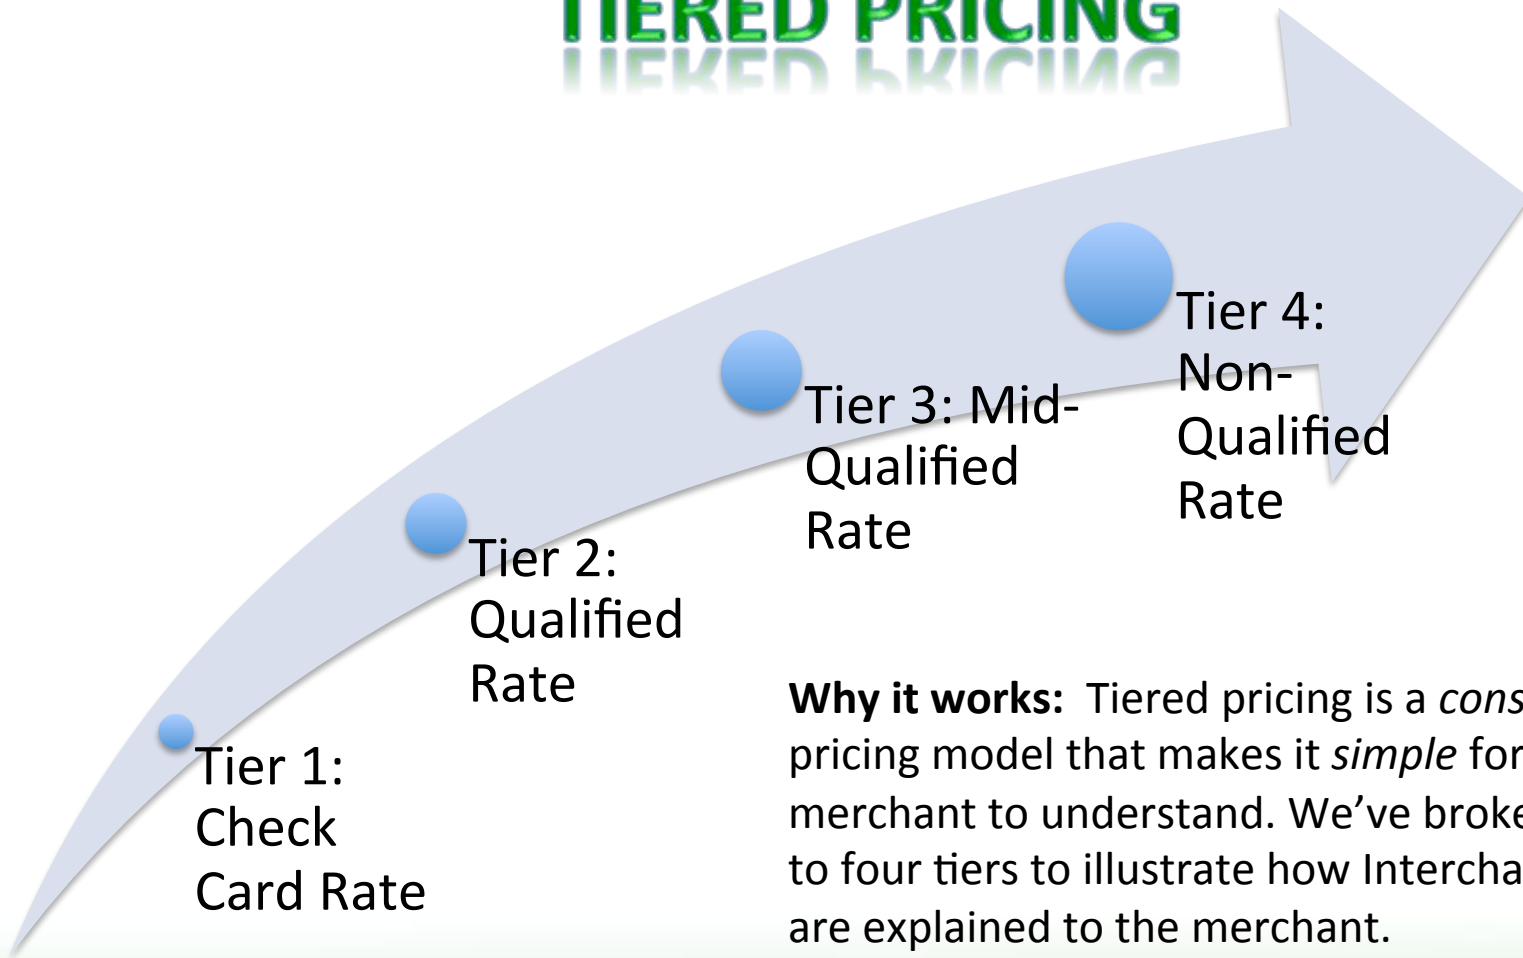 TIERED PRICING
Tier 4:
Non-
Qualified
Rate
Tier 3: Mid-
Qualified
Rate
Tier 2:
Qualified
Rate
Tier 1:
Check
Card Rate
Why it works: Tiered pricing is a
pricing model that makes it simple for
merchant to understand. We’ve
to four tiers to illustrate how
are explained to the merchant.